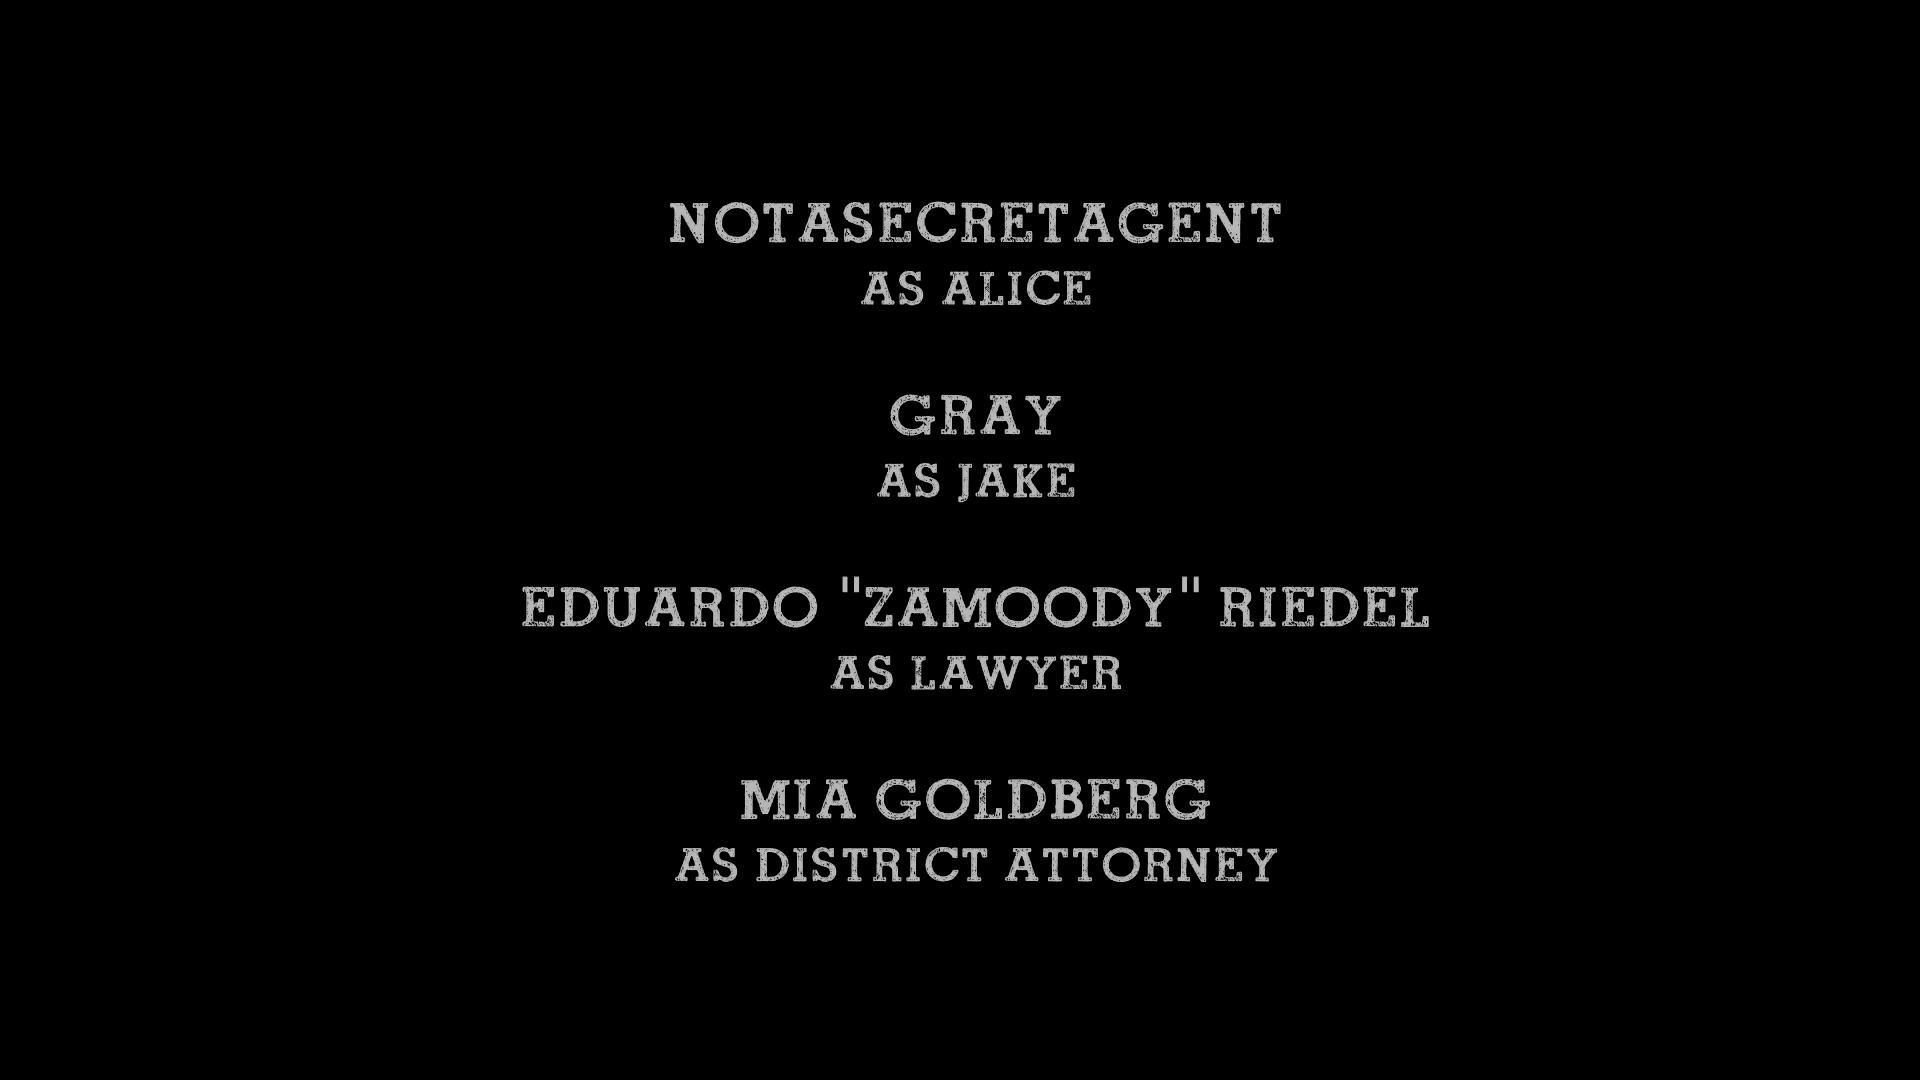 NOTASECRETAGENT
AS ALICE
GRAY
AS JAKE
EDUARDO "ZAMOODY" RIEDEL
AS LAWYER
MIA GOLDBERG
AS DISTRICT ATTORNEY